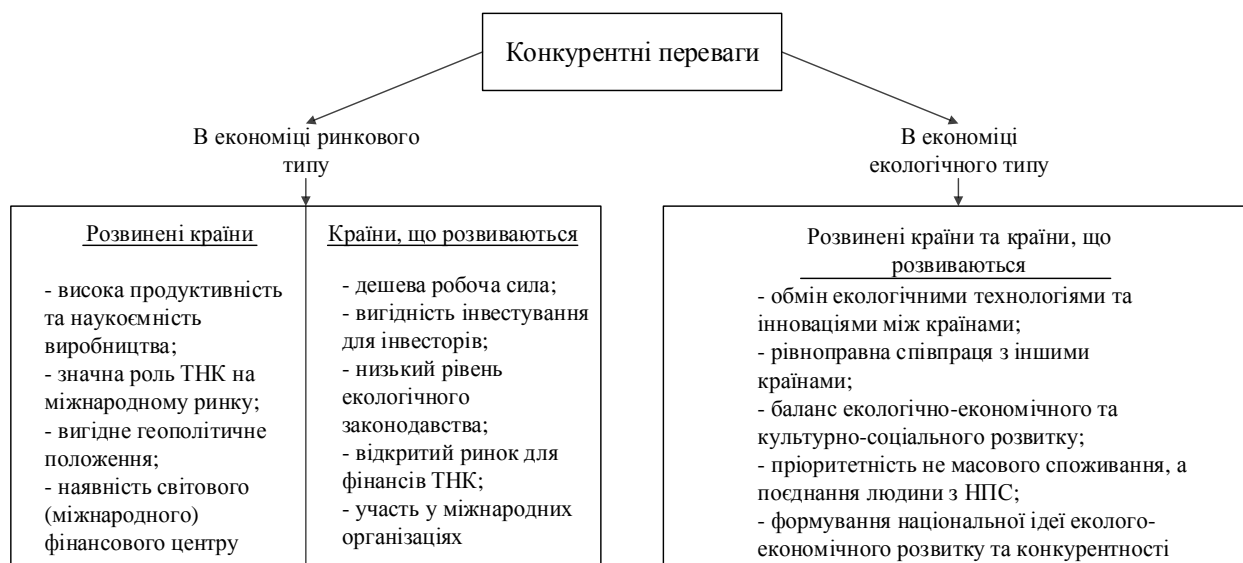 Конкурентні переваги
В економіці ринкового
типу
В економіці
екологічного типу
Розвинені країни
- висока продуктивність
та наукоємність
виробництва;
- значна роль ТНК на
міжнародному ринку;
- вигідне геополітичне
положення;
- наявність світового
(міжнародного)
фінансового центру
Країни, що розвиваються
- дешева робоча сила;
- вигідність інвестування
для інвесторів;
- низький рівень
екологічного
законодавства;
- відкритий ринок для
фінансів ТНК;
- участь у міжнародних
організаціях
Розвинені країни та країни, що
розвиваються
- обмін екологічними технологіями та
інноваціями між країнами;
- рівноправна співпраця з іншими
країнами;
- баланс екологічно-економічного та
культурно-соціального розвитку;
- пріоритетність не масового споживання, а
поєднання людини з НПС;
- формування національної ідеї еколого-
економічного розвитку та конкурентності